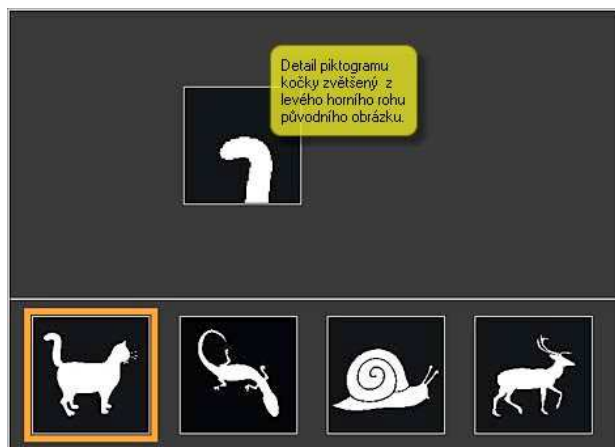 Detail piktogramu
kočky zvětšený z
levého horního rohu
původního obrázku.